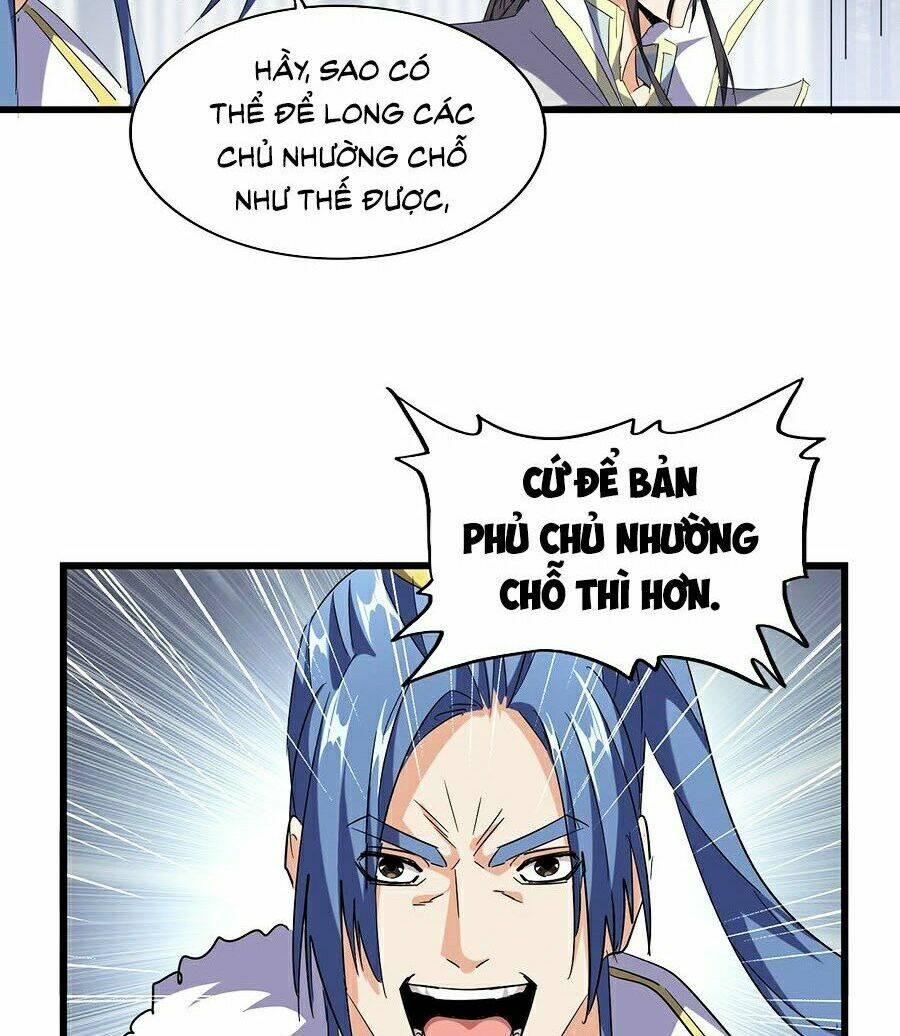 HẦY, SAO CÓ
THỂ ĐỂ LONG CÁC
CHỦ NHƯỜNG CHỖ
NHƯ THẾ ĐƯỢC,
CỨ ĐỂ BẢN
PHỦ CHỦ NHƯỜNG
CHỖ THÌ HƠN.